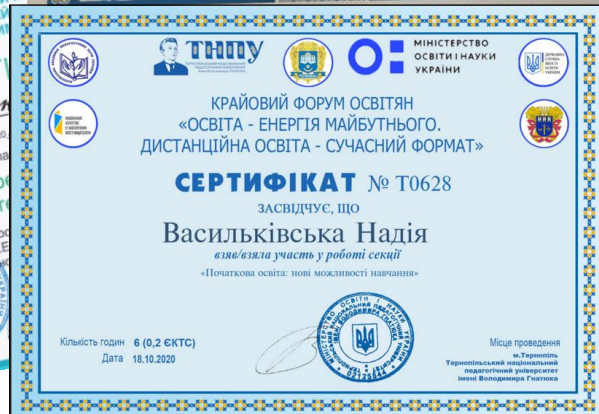 ТНПУ
МІНІСТЕРСТВО
ОСВІТИ І НАУКИ
УКРАЇНИ
КРАЙОВИЙ ФОРУМ ОСВІТЯН
«ОСВІТА - ЕНЕРГІЯ МАЙБУТНЬОГО.
ДИСТАНЦІЙНА ОСВІТА - СУЧАСНИЙ ФОРМАТ»
СЕРТИФІКАТ № Т0628
ЗАСВІДЧУЄ, ЩО
Васильківська Надія
взяв/взяла участь у роботі секції
«Початкова освіта: нові можливості навчання»
Кількість годин 6 (0,2 ЄКТС)
Дата 18.10.2020
Місце проведення
м.Тернопіль
Тернопільський національний
педагогічний університет
імені Володимира Гнатюка